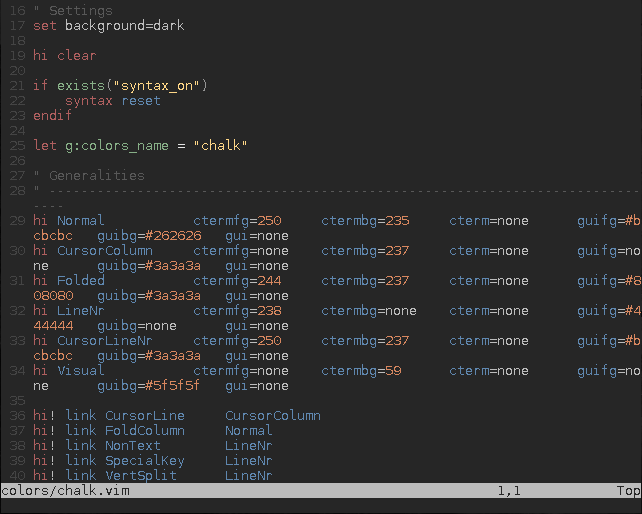 16 " Settings
17 set background=dark
18
19 hi clear
20
21 if exists("syntax_on")
22     syntax reset
23 endif
24
25 let g:colors_name = "chalk"
26
27 " Generalities
28 " --------------------------------------------------------------------------
----
29 hi Normal           ctermfg=250     ctermbg=235     cterm=none      guifg=#b
cbcbc   guibg=#262626   gui=none
30 hi CursorColumn     ctermfg=none    ctermbg=237     cterm=none      guifg=no
ne      guibg=#3a3a3a   gui=none
31 hi Folded           ctermfg=244     ctermbg=237     cterm=none      guifg=#8
08080   guibg=#3a3a3a   gui=none
32 hi LineNr           ctermfg=238     ctermbg=none    cterm=none      guifg=#4
44444   guibg=none      gui=none
33 hi CursorLineNr     ctermfg=250     ctermbg=237     cterm=none      guifg=#b
cbcbc   guibg=#3a3a3a   gui=none
34 hi Visual           ctermfg=none    ctermbg=59      cterm=none      guifg=no
ne      guibg=#5f5f5f   gui=none
35
36 hi! link CursorLine     CursorColumn
37 hi! link FoldColumn     Normal
38 hi! link NonText        LineNr
39 hi! link SpecialKey     LineNr
40 hi! link VertSplit      LineNr
colors/chalk.vim                                              1,1            Top